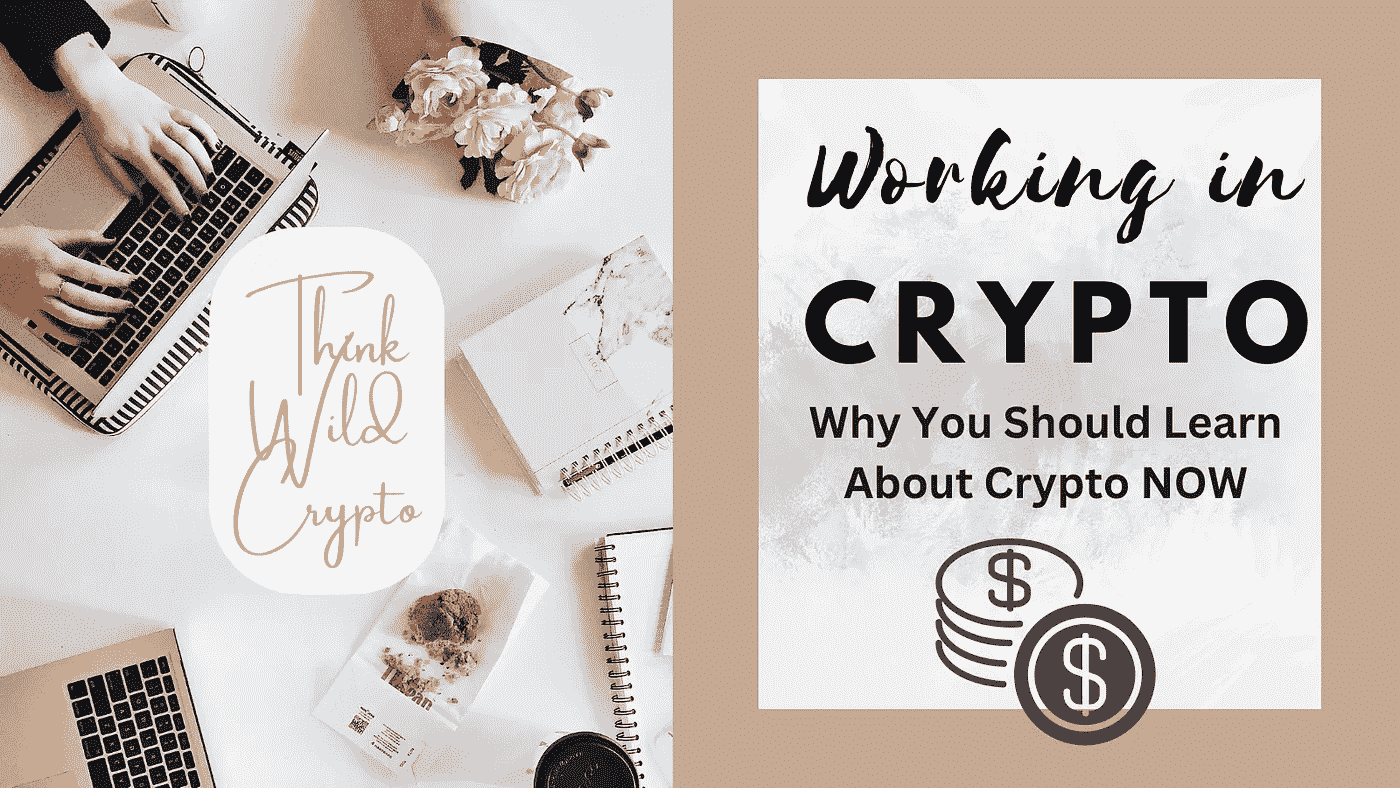 Think
Wild
Crypto
Working in
CRYPTO
Why You Should Learn
About Crypto NOW
$
$